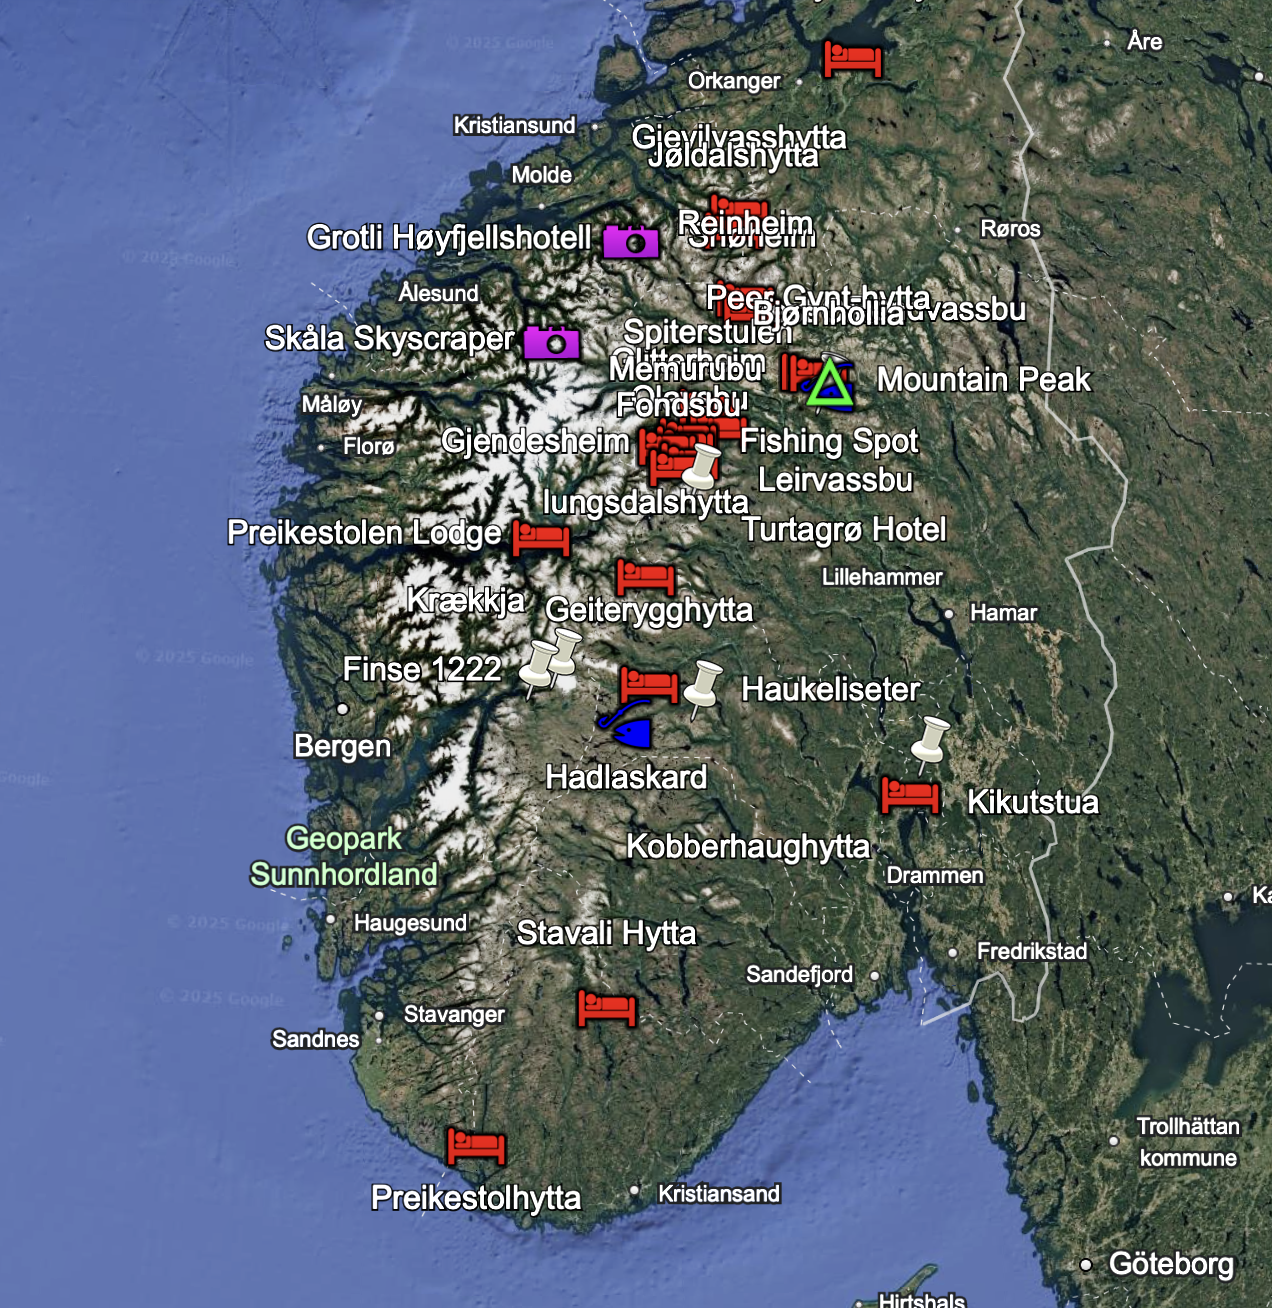 © 2025 Google
Åre
Orkanger
Kristiansund
Gjevilvasshytta
Jøldalshytta
Molde
Reinheim
Snøheim
Røros
Grotli Høyfjellshotell
© 2025 Google
Ålesund
Peer Gynt-hytta
Bjørnhollia
Spiterstulen
Skåla Skyscraper
Glitterheim
Memurubu
Mountain Peak
Måløy
Olavsbu
Fondsbu
Florø
Gjendesheim
Fishing Spot
Leirvassbu
Iungsdalshytta
Preikestolen Lodge
Turtagrø Hotel
Lillehammer
Krækkja
Geiterygghytta
Hamar
© 2025 Google
Finse 1222
Haukeliseter
Bergen
Google
Hadlaskard
Kikutstua
Geopark
Sunnhordland
Kobberhaughytta
Drammen
© 2025 Google
Haugesund
Stavali Hytta
Fredrikstad
Sandefjord
© 2025 Google
Stavanger
Sandnes
Trollhättan
kommune
Preikestolhytta
Kristiansand
Göteborg
Hirtshals